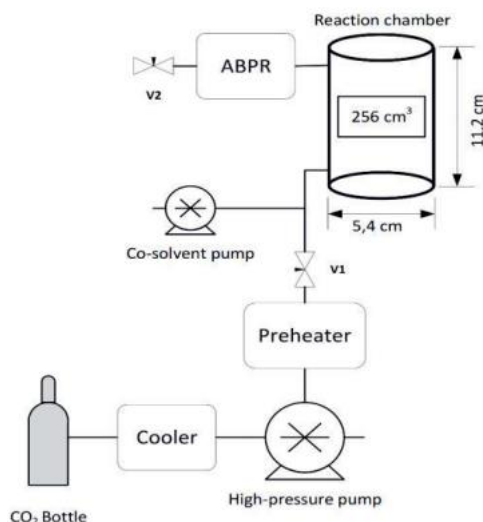 Reaction chamber
ABPR
V2
256 cm³
11,2 cm
5,4 cm
Co-solvent pump
V1
Preheater
Cooler
High-pressure pump
CO₂ Bottle